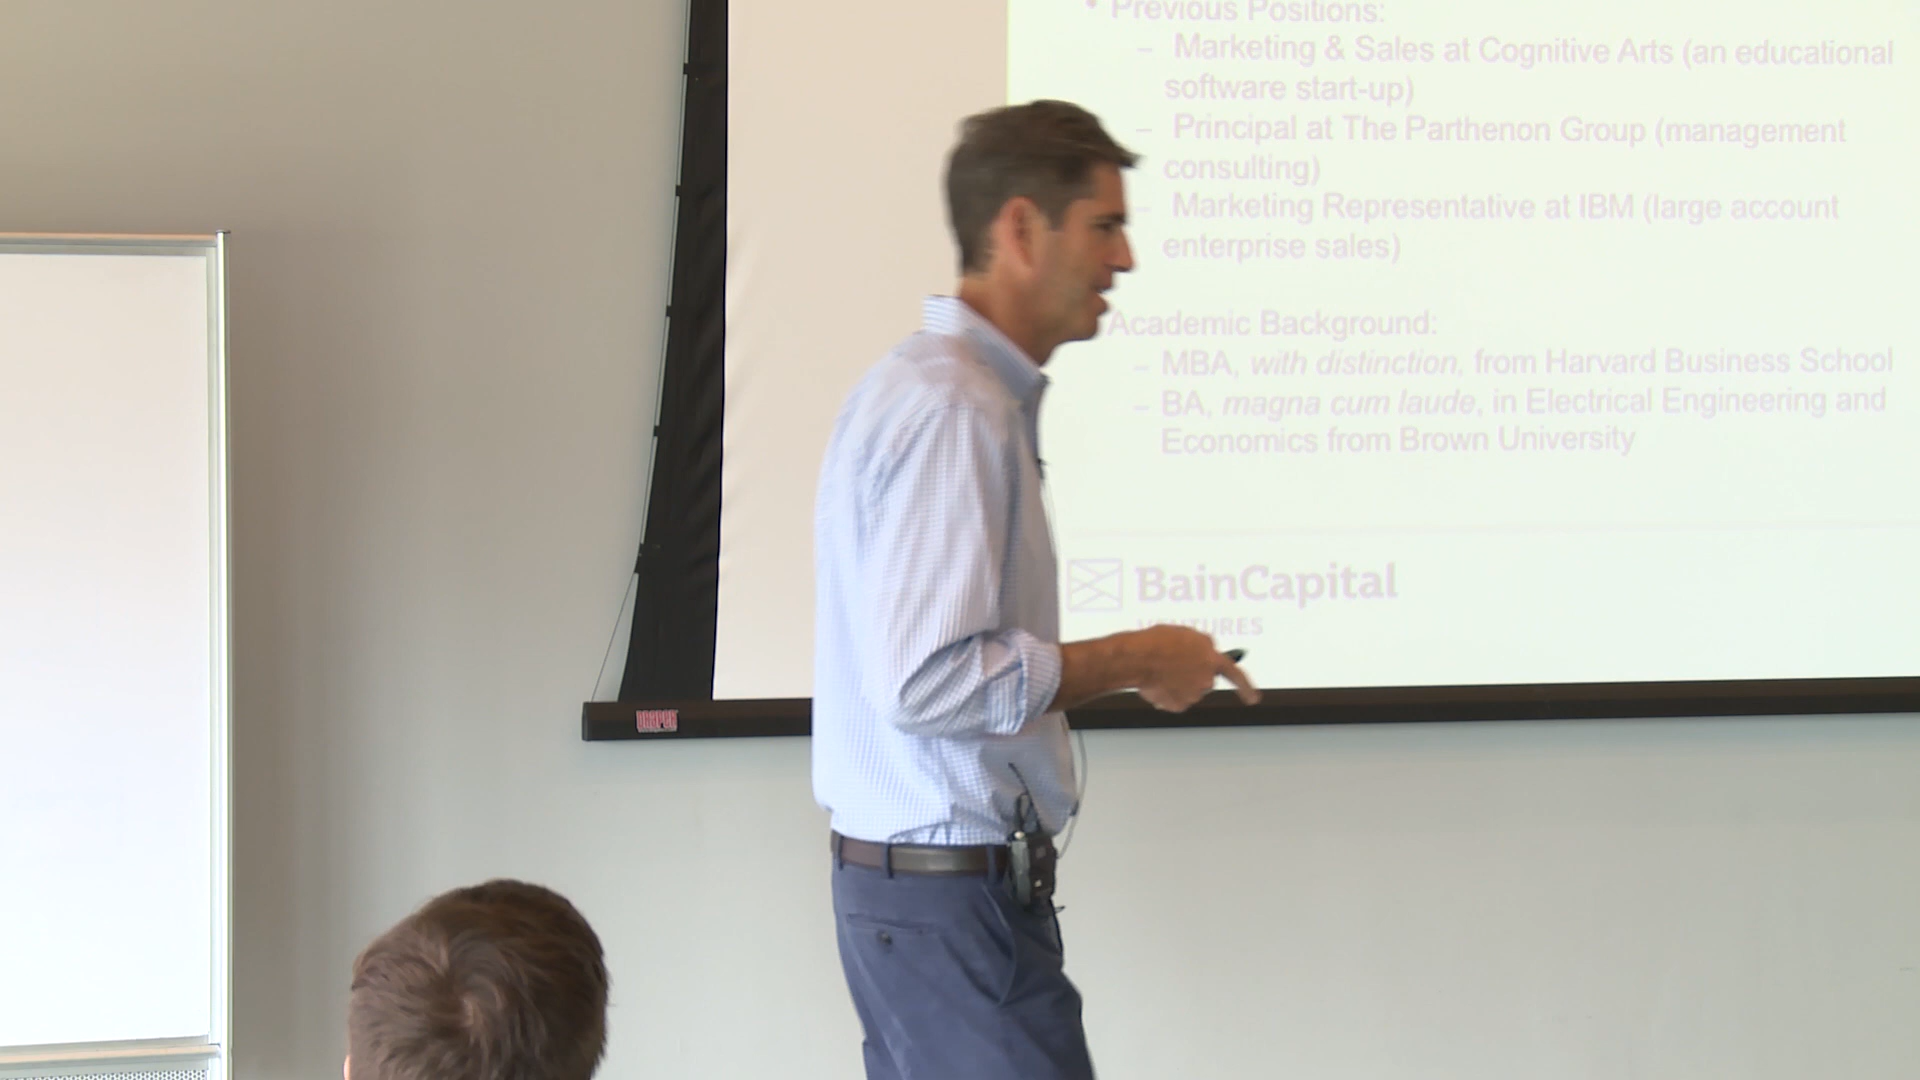 • Previous Positions:
– Marketing & Sales at Cognitive Arts (an educational
software start-up)
– Principal at The Parthenon Group (management
consulting)
– Marketing Representative at IBM (large account
enterprise sales)
Academic Background:
– MBA, with distinction, from Harvard Business School
– BA, magna cum laude, in Electrical Engineering and
Economics from Brown University
BainCapital
VENTURES
DRAPER